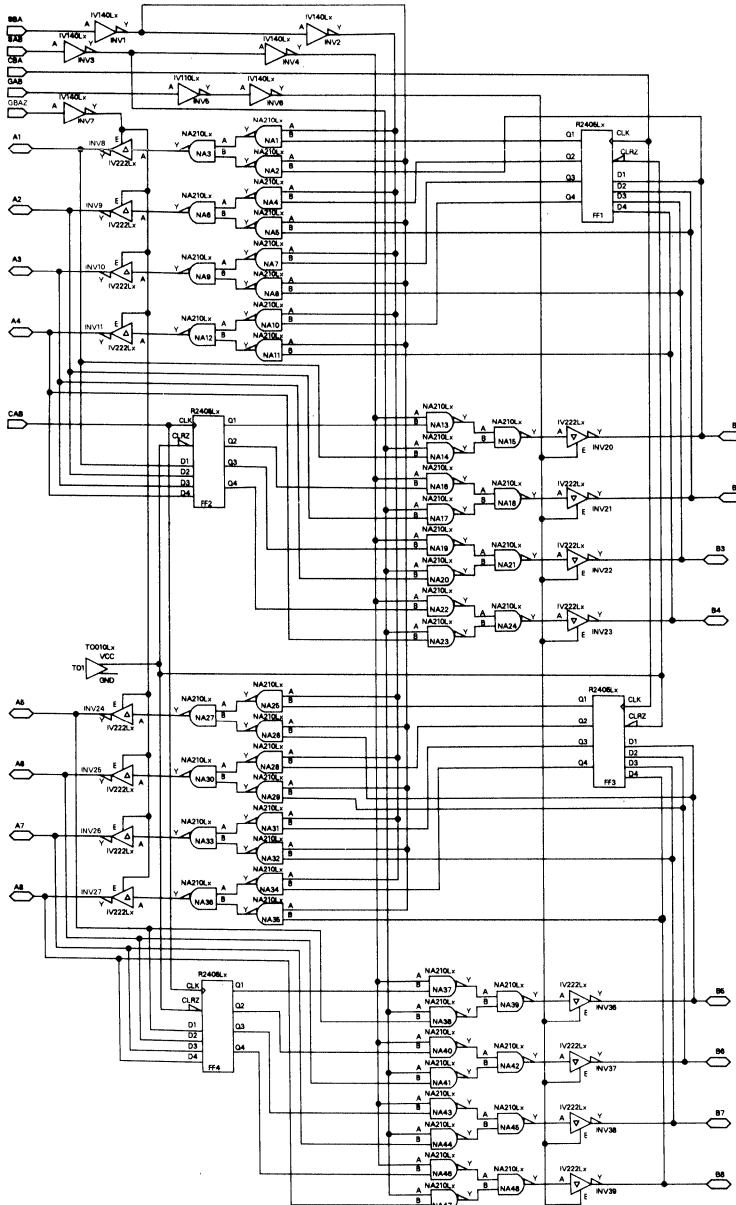 SBA
A IV140Lx Y INV1
IV140Lx A Y INV2
SAB
IV140Lx A Y INV3
IV140Lx A Y INV4
CBA
GAB
IV110Lx A Y INV5
IV140Lx A Y INV6
GBAZ
IV140Lx A Y INV7
R2406Lx
Q1 CLK
Q2 CLRZ
Q3 D1
Q4 D2
D3
D4
FF1
A1
INV8 E Y A IV222Lx
NA210Lx Y A B NA3
NA210Lx Y A B NA1
NA210Lx A B NA2
A2
INV9 E Y A IV222Lx
NA210Lx Y A B NA6
NA210Lx Y A B NA4
NA210Lx A B NA5
A3
INV10 E Y A IV222Lx
NA210Lx Y A B NA9
NA210Lx Y A B NA7
NA210Lx A B NA8
A4
INV11 E Y A IV222Lx
NA210Lx Y A B NA12
NA210Lx Y A B NA10
NA210Lx A B NA11
CAB
R2406Lx
CLK Q1
CLRZ Q2
D1 Q3
D2 Q4
D3
D4
FF2
NA210Lx A B Y NA13
A B Y NA14
NA210Lx A B Y NA15
IV222Lx A Y E INV20
B
NA210Lx A B Y NA16
A B Y NA17
NA210Lx A B Y NA18
IV222Lx A Y E INV21
B
NA210Lx A B Y NA19
A B Y NA20
NA210Lx A B Y NA21
IV222Lx A Y E INV22
B3
NA210Lx A B Y NA22
A B Y NA23
NA210Lx A B Y NA24
IV222Lx A Y E INV23
B4
TO010Lx
VCC
TO1
GND
R2406Lx
Q1 CLK
Q2 CLRZ
Q3 D1
Q4 D2
D3
D4
FF3
A5
INV24 E Y A IV222Lx
NA210Lx Y A B NA27
NA210Lx Y A B NA25
NA210Lx A B NA26
A6
INV25 E Y A IV222Lx
NA210Lx Y A B NA30
NA210Lx Y A B NA28
NA210Lx A B NA29
A7
INV26 E Y A IV222Lx
NA210Lx Y A B NA33
NA210Lx Y A B NA31
NA210Lx A B NA32
A8
INV27 E Y A IV222Lx
NA210Lx Y A B NA36
NA210Lx Y A B NA34
NA210Lx A B NA35
R2406Lx
CLK Q1
CLRZ Q2
D1 Q3
D2 Q4
D3
D4
FF4
NA210Lx A B Y NA37
NA210Lx A B Y NA38
NA210Lx A B Y NA39
IV222Lx A Y E INV36
B5
NA210Lx A B Y NA40
NA210Lx A B Y NA41
NA210Lx A B Y NA42
IV222Lx A Y E INV37
B6
NA210Lx A B Y NA43
NA210Lx A B Y NA44
NA210Lx A B Y NA45
IV222Lx A Y E INV38
B7
NA210Lx A B Y NA46
NA210Lx A B Y
NA210Lx A B Y NA48
IV222Lx A Y E INV39
B8